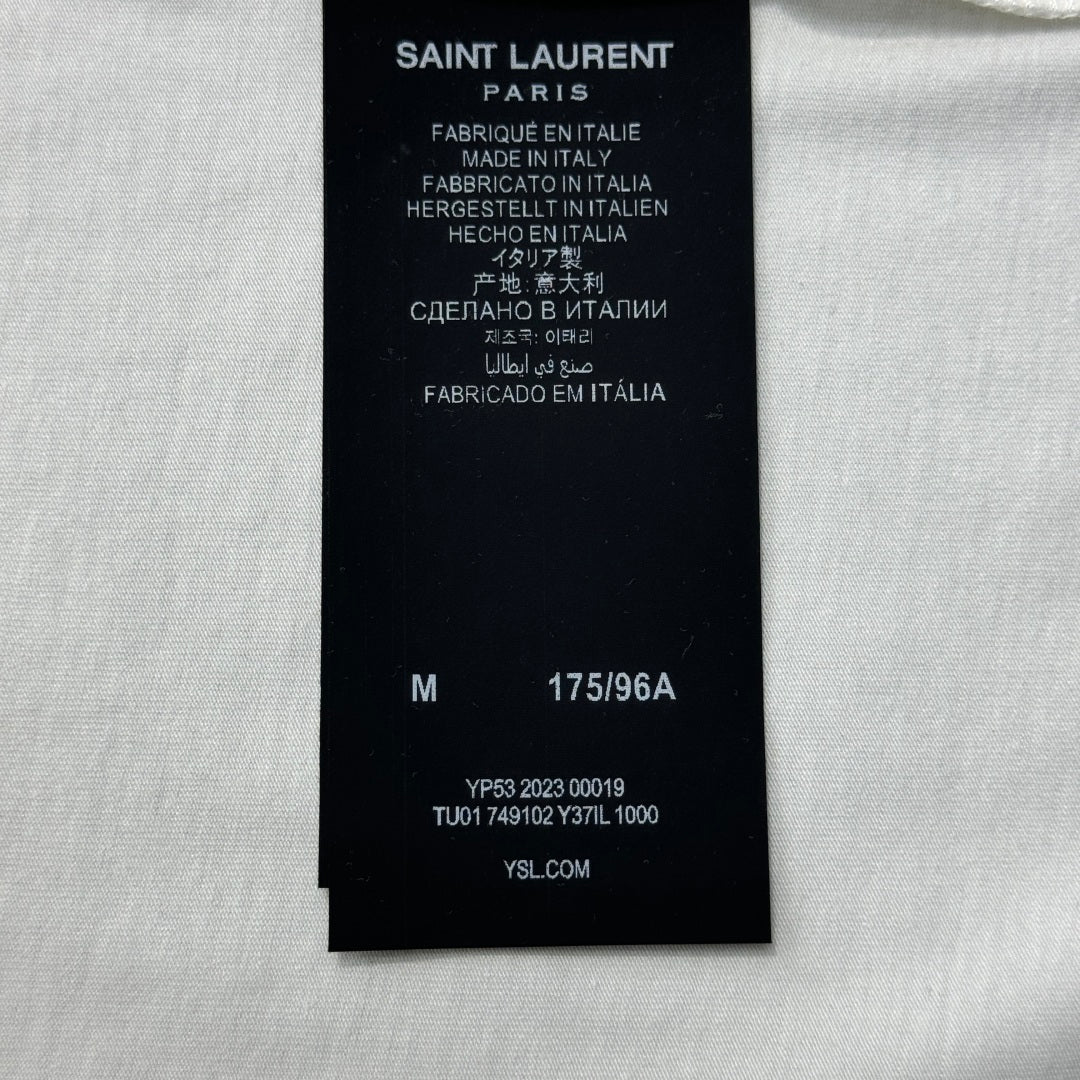 SAINT LAURENT
PARIS
FABRIQUÉ EN ITALIE
MADE IN ITALY
FABBRICATO IN ITALIA
HERGESTELLT IN ITALIEN
HECHO EN ITALIA
イタリア製
产地:意大利
СДЕЛАНО В ИТАЛИИ
제조국: 이태리
صنع في ايطاليا
FABRICADO EM ITÁLIA
M 175/96A
YP53 2023 00019
TU01 749102 Y37IL 1000
YSL.COM